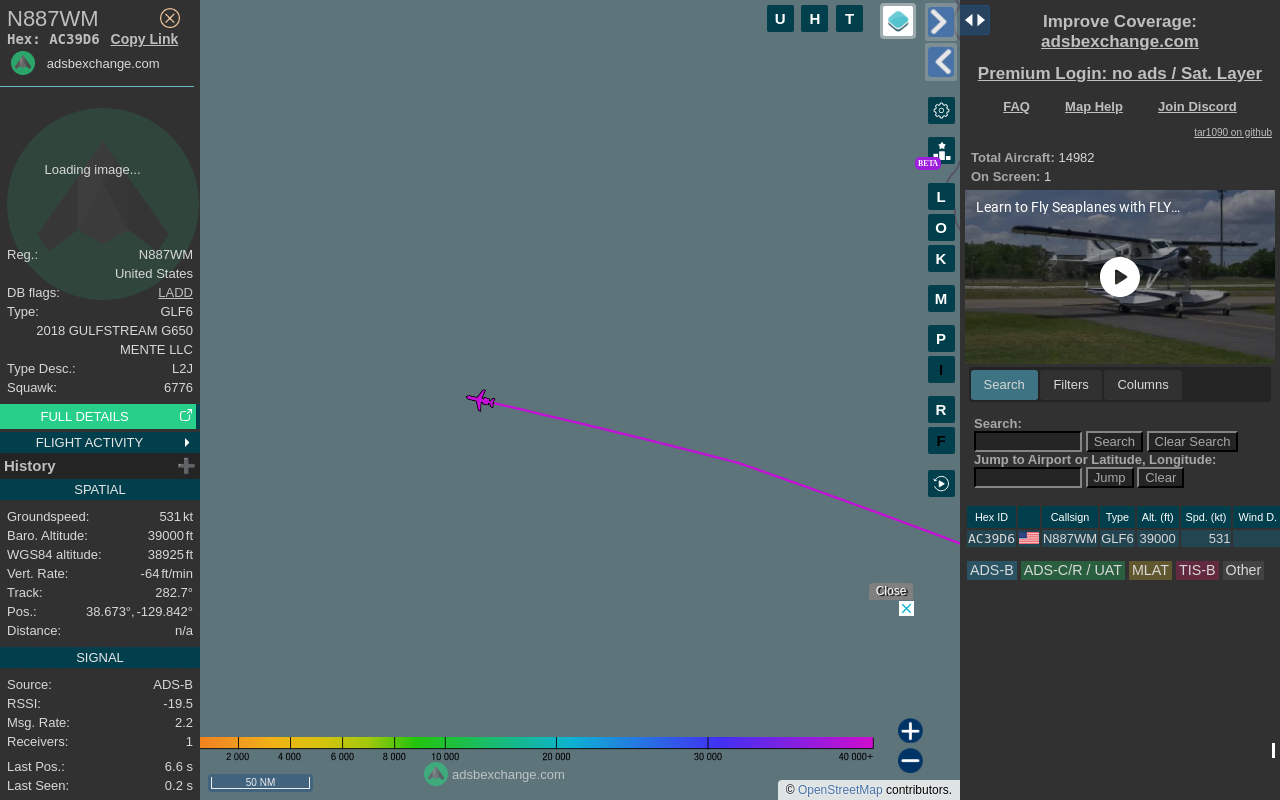 N887WM
Hex: AC39D6 Copy Link
adsbexchange.com
Loading image...
Reg.: N887WM
United States
DB flags: LADD
Type: GLF6
2018 GULFSTREAM G650
MENTE LLC
Type Desc.: L2J
Squawk: 6776
FULL DETAILS
FLIGHT ACTIVITY
History
SPATIAL
Groundspeed: 531 kt
Baro. Altitude: 39000 ft
WGS84 altitude: 38925 ft
Vert. Rate: -64 ft/min
Track: 282.7°
Pos.: 38.673°, -129.842°
Distance: n/a
SIGNAL
Source: ADS-B
RSSI: -19.5
Msg. Rate: 2.2
Receivers: 1
Last Pos.: 6.6 s
Last Seen: 0.2 s
U H T
BETA
L
O
K
M
P
I
R
F
Close
2 000 4 000 6 000 8 000 10 000 20 000 30 000 40 000+
50 NM
adsbexchange.com
© OpenStreetMap contributors.
Improve Coverage:
adsbexchange.com
Premium Login: no ads / Sat. Layer
FAQ Map Help Join Discord
tar1090 on github
Total Aircraft: 14982
On Screen: 1
Learn to Fly Seaplanes with FLY...
Search Filters Columns
Search:
Search Clear Search
Jump to Airport or Latitude, Longitude:
Jump Clear
Hex ID Callsign Type Alt. (ft) Spd. (kt) Wind D.
AC39D6 N887WM GLF6 39000 531
ADS-B ADS-C/R / UAT MLAT TIS-B Other